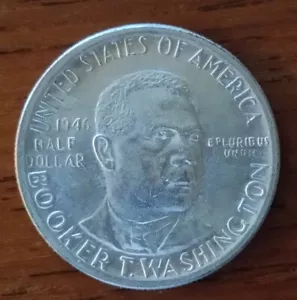 UNITED STATES OF AMERICA
1946
HALF
DOLLAR
E PLURIBUS
UNUM
BOOKER T. WASHINGTON